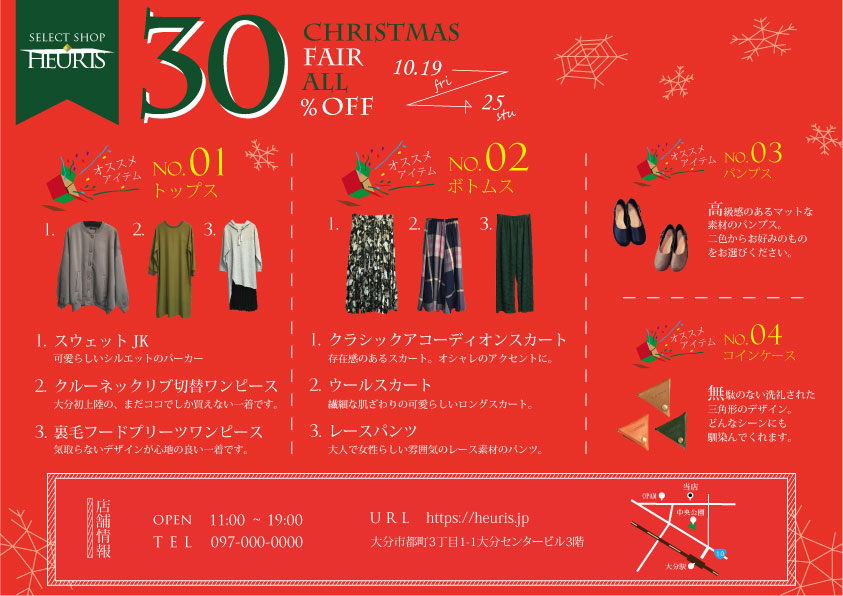 SELECT SHOP
HEURIS
30
CHRISTMAS
FAIR
ALL
%OFF
10.19
fri
25
stu
オススメ
アイテム
NO.01
トップス
1.
2.
3.
1. スウェットJK
可愛らしいシルエットのパーカー
2. クルーネックリブ切替ワンピース
大分初上陸の、まだココでしか買えない一着です。
3. 裏毛フードプリーツワンピース
気取らないデザインが心地の良い一着です。
オススメ
アイテム
NO.02
ボトムス
1.
2.
3.
1. クラシックアコーディオンスカート
存在感のあるスカート。オシャレのアクセントに。
2. ウールスカート
繊細な肌ざわりの可愛らしいロングスカート。
3. レースパンツ
大人で女性らしい雰囲気のレース素材のパンツ。
オススメ
アイテム
NO.03
パンプス
高級感のあるマットな
素材のパンプス。
二色からお好みのもの
をお選びください。
オススメ
アイテム
NO.04
コインケース
無駄のない洗礼された
三角形のデザイン。
どんなシーンにも
馴染んでくれます。
店舗情報
OPEN 11:00 ~ 19:00
TEL 097-000-0000
URL https://heuris.jp
大分市都町3丁目1-1大分センタービル3階
当店
OPAM
中央公園
10
大分駅